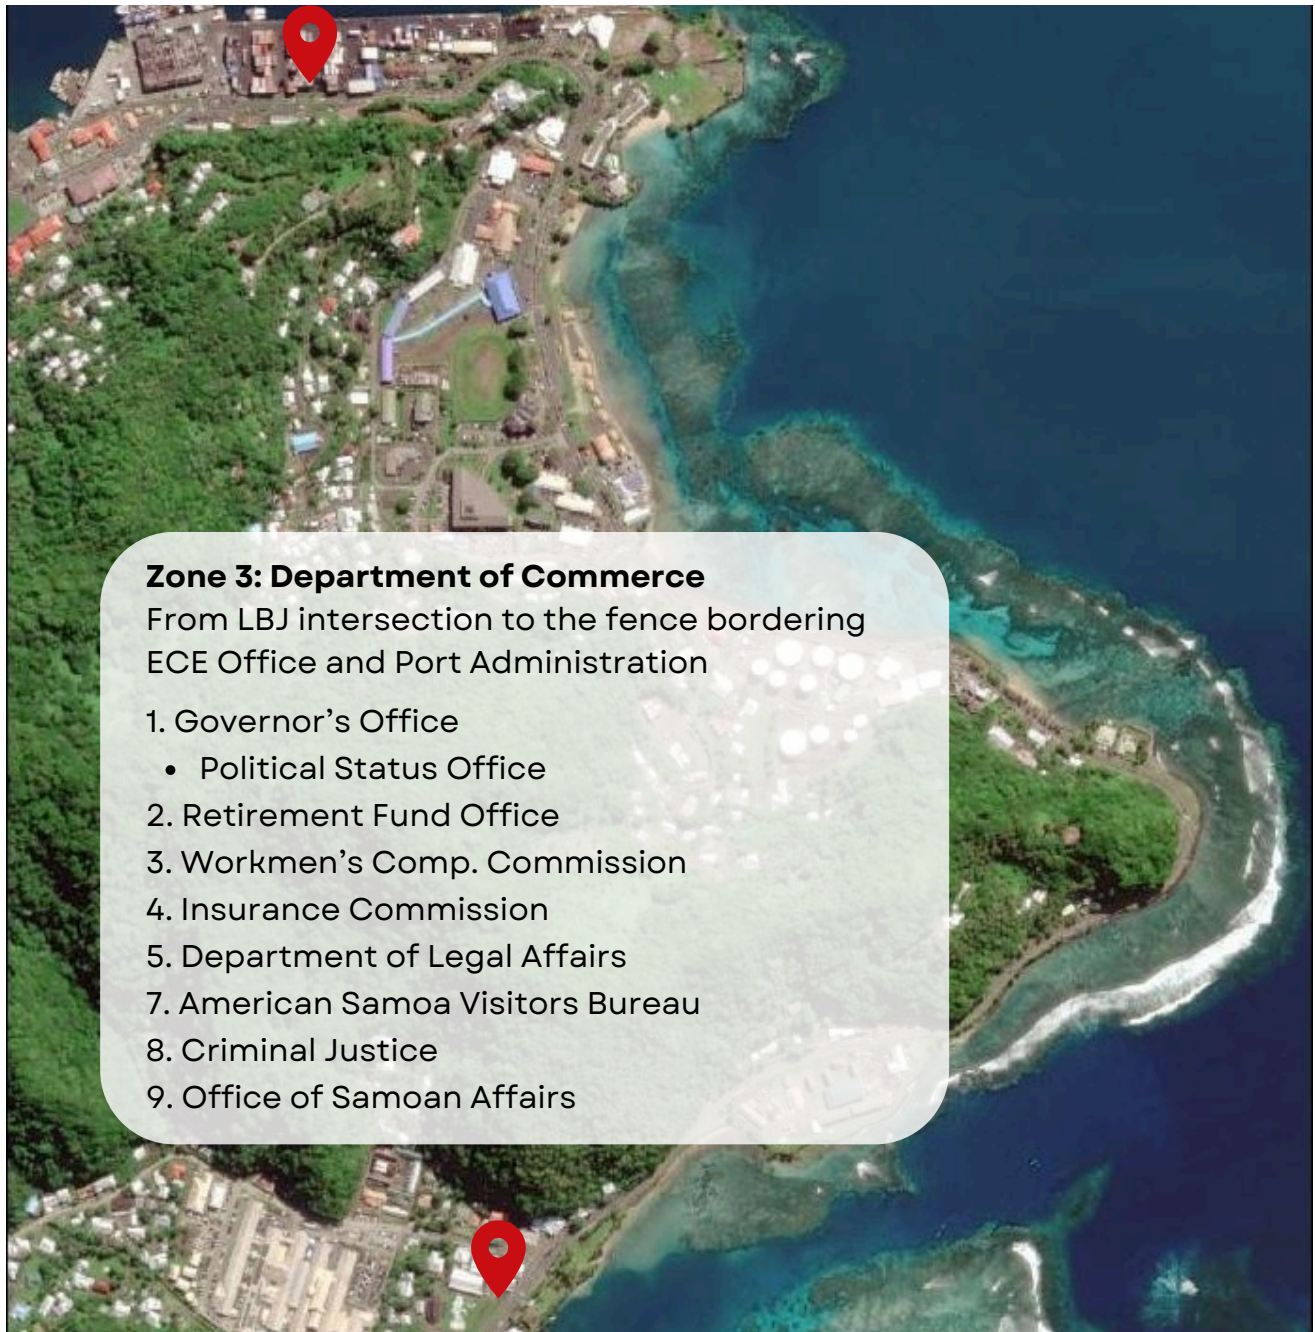 Zone 3: Department of Commerce
From LBJ intersection to the fence bordering
ECE Office and Port Administration
1. Governor’s Office
• Political Status Office
2. Retirement Fund Office
3. Workmen’s Comp. Commission
4. Insurance Commission
5. Department of Legal Affairs
7. American Samoa Visitors Bureau
8. Criminal Justice
9. Office of Samoan Affairs